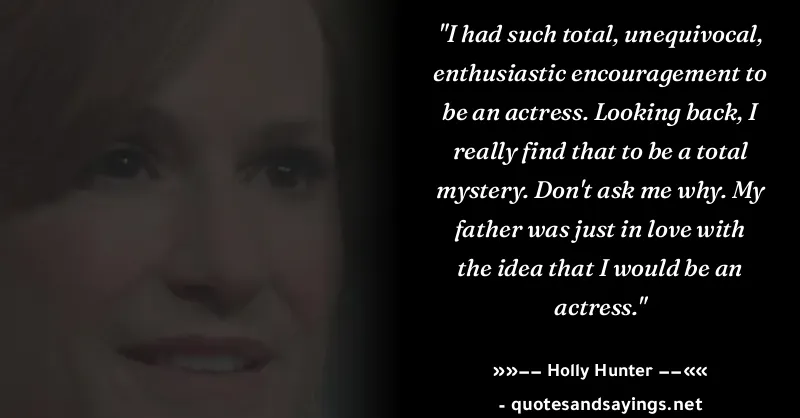 "I had such total, unequivocal,
enthusiastic encouragement to
be an actress. Looking back, I
really find that to be a total
mystery. Don't ask me why. My
father was just in love with
the idea that I would be an
actress."
»»–– Holly Hunter ––««
- quotesandsayings.net